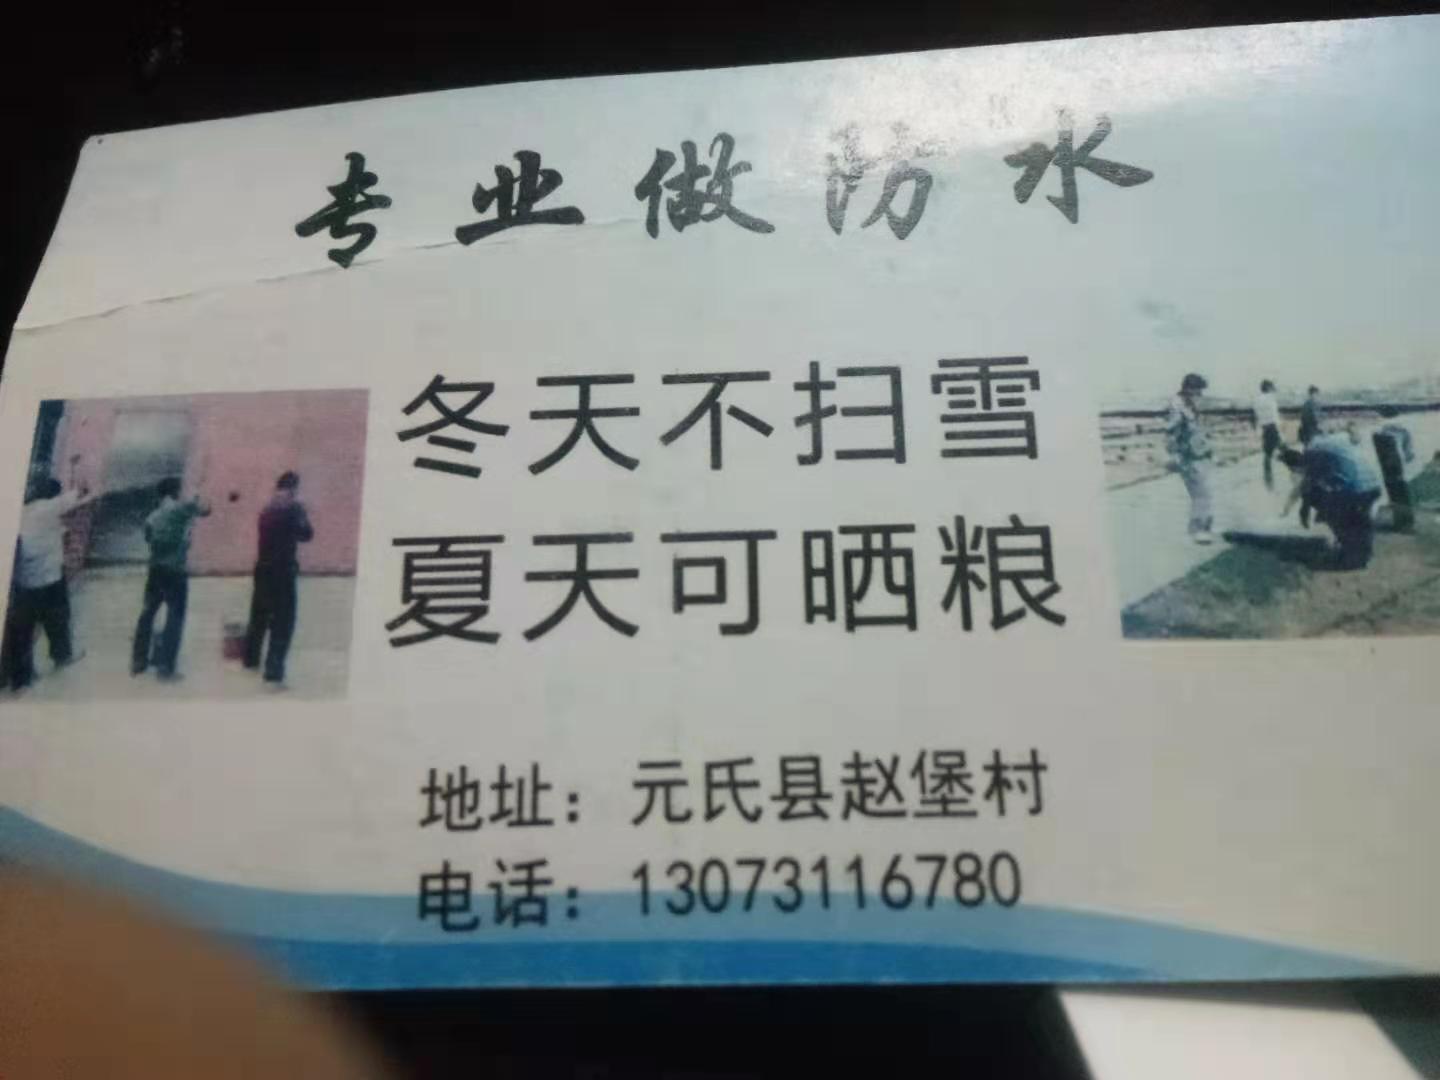 专业做防水
冬天不扫雪
夏天可晒粮
地址：元氏县赵堡村
电话：13073116780